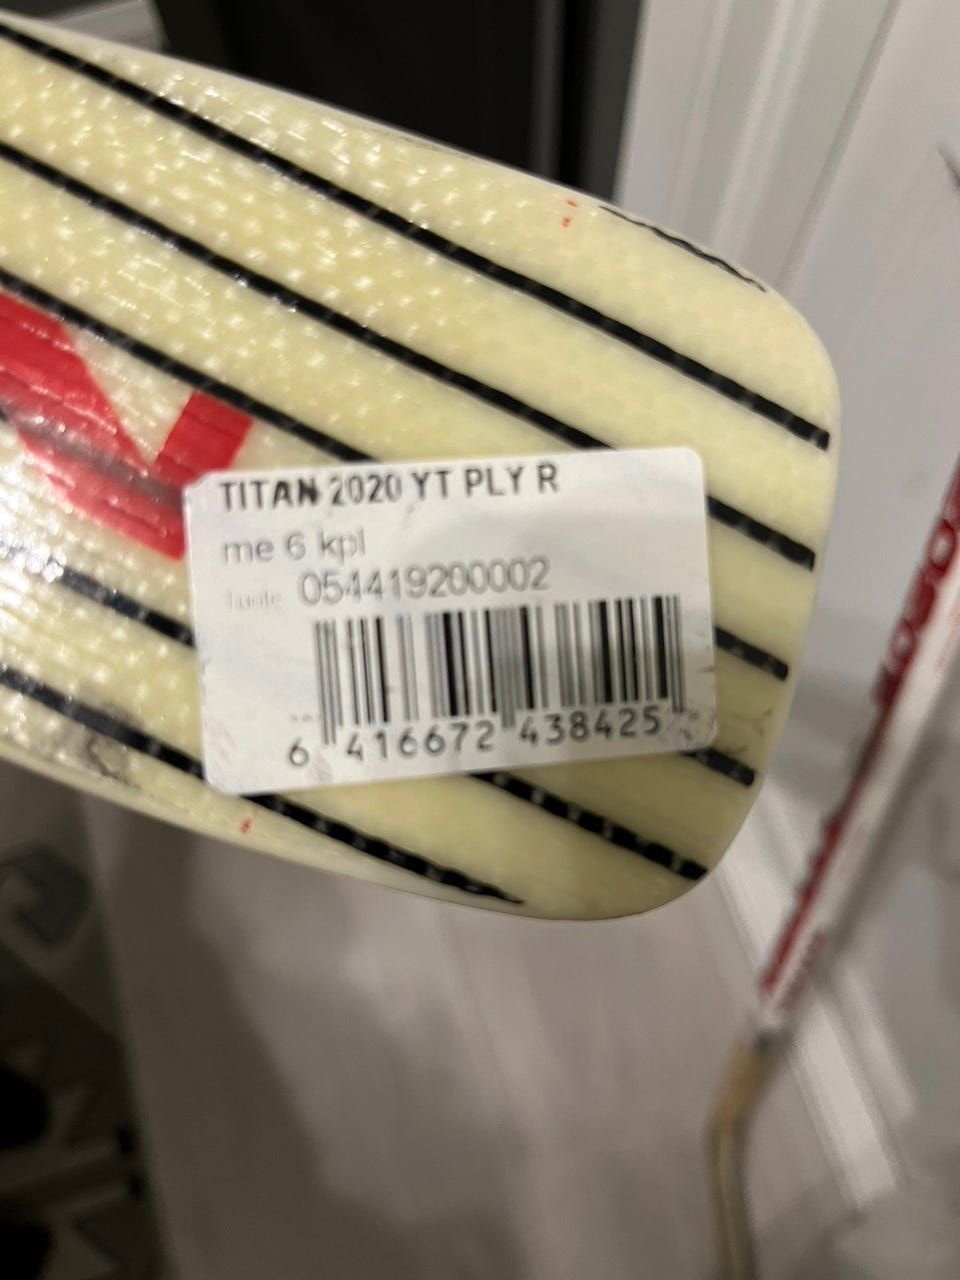 TITAN 2020 YT PLY R
me 6 kpl
054419200002
6 416672 438425